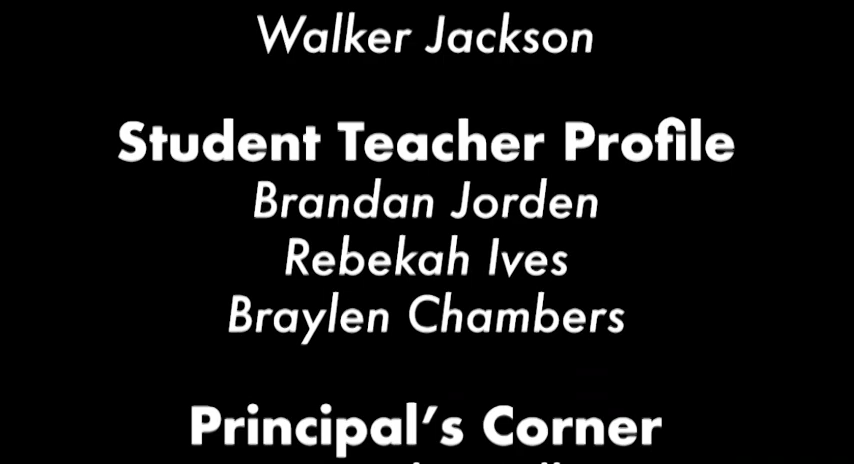 Walker Jackson
Student Teacher Profile
Brandan Jorden
Rebekah Ives
Braylen Chambers
Principal's Corner